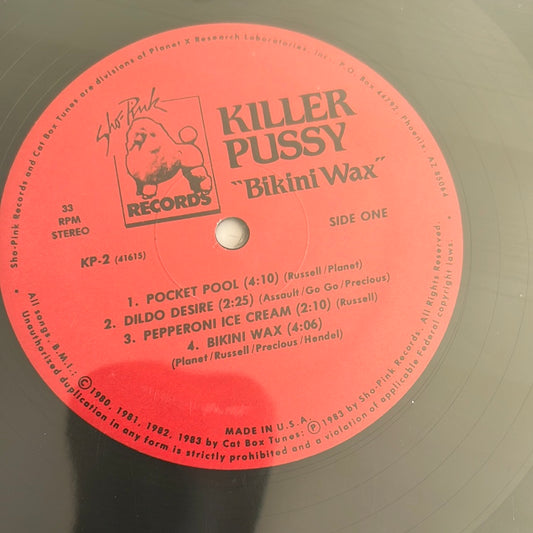 Sho-Pink Records and Cat Box Tunes are divisions of Planet X Research Laboratories, Inc., P.O. Box 44792, Phoenix, AZ 85064
Sho-Pink
RECORDS
KILLER
PUSSY
"Bikini Wax"
33
RPM
STEREO
SIDE ONE
KP-2 (41615)
1. POCKET POOL (4:10) (Russell/Planet)
2. DILDO DESIRE (2:25) (Assault/Go Go/Precious)
3. PEPPERONI ICE CREAM (2:10) (Russell)
4. BIKINI WAX (4:06)
(Planet/Russell/Precious/Hendel)
MADE IN U.S.A.
All songs, B.M.I.; ©1980, 1981, 1982, 1983 by Cat Box Tunes; ℗1983 by Sho-Pink Records. All Rights Reserved.
Unauthorized duplication in any form is strictly prohibited and a violation of applicable Federal copyright laws.